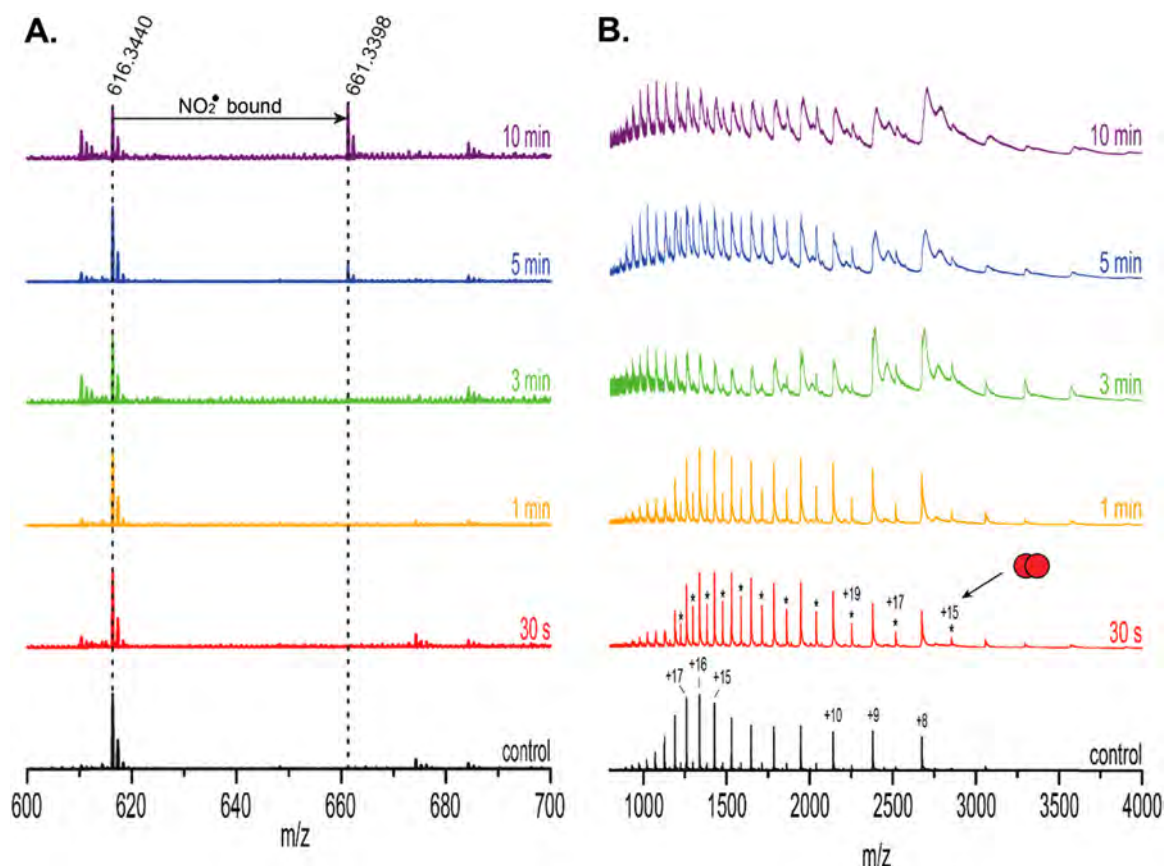 A.
616.3440
661.3398
NO₂• bound
10 min
5 min
3 min
1 min
30 s
control
600 620 640 660 680 700
m/z
B.
10 min
5 min
3 min
1 min
* * * * * * * +19 * +17 * +15 *
30 s
+17 +16 +15 +10 +9 +8
control
1000 1500 2000 2500 3000 3500 4000
m/z